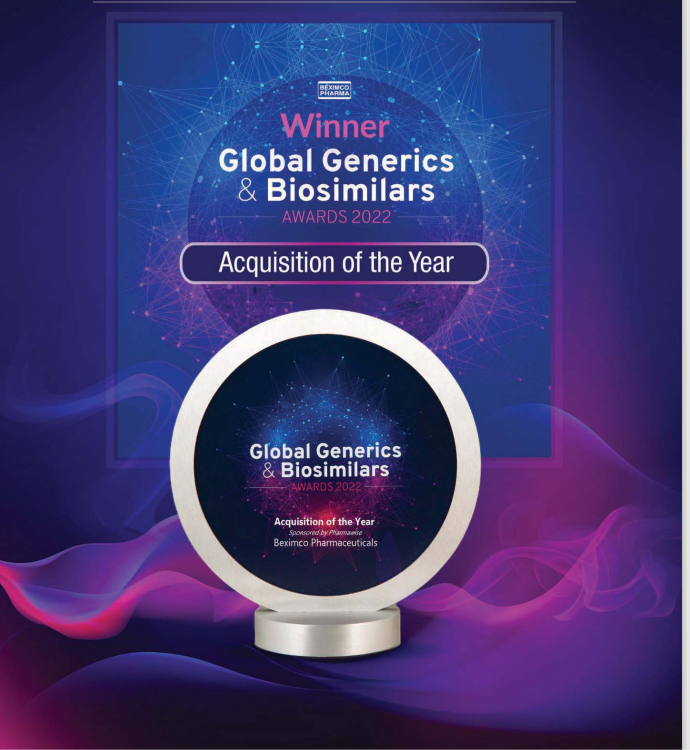 BEXIMCO
PHARMA
Winner
Global Generics
& Biosimilars
AWARDS 2022
Acquisition of the Year
Global Generics
& Biosimilars
AWARDS 2022
Acquisition of the Year
Sponsored by Pharmawise
Beximco Pharmaceuticals